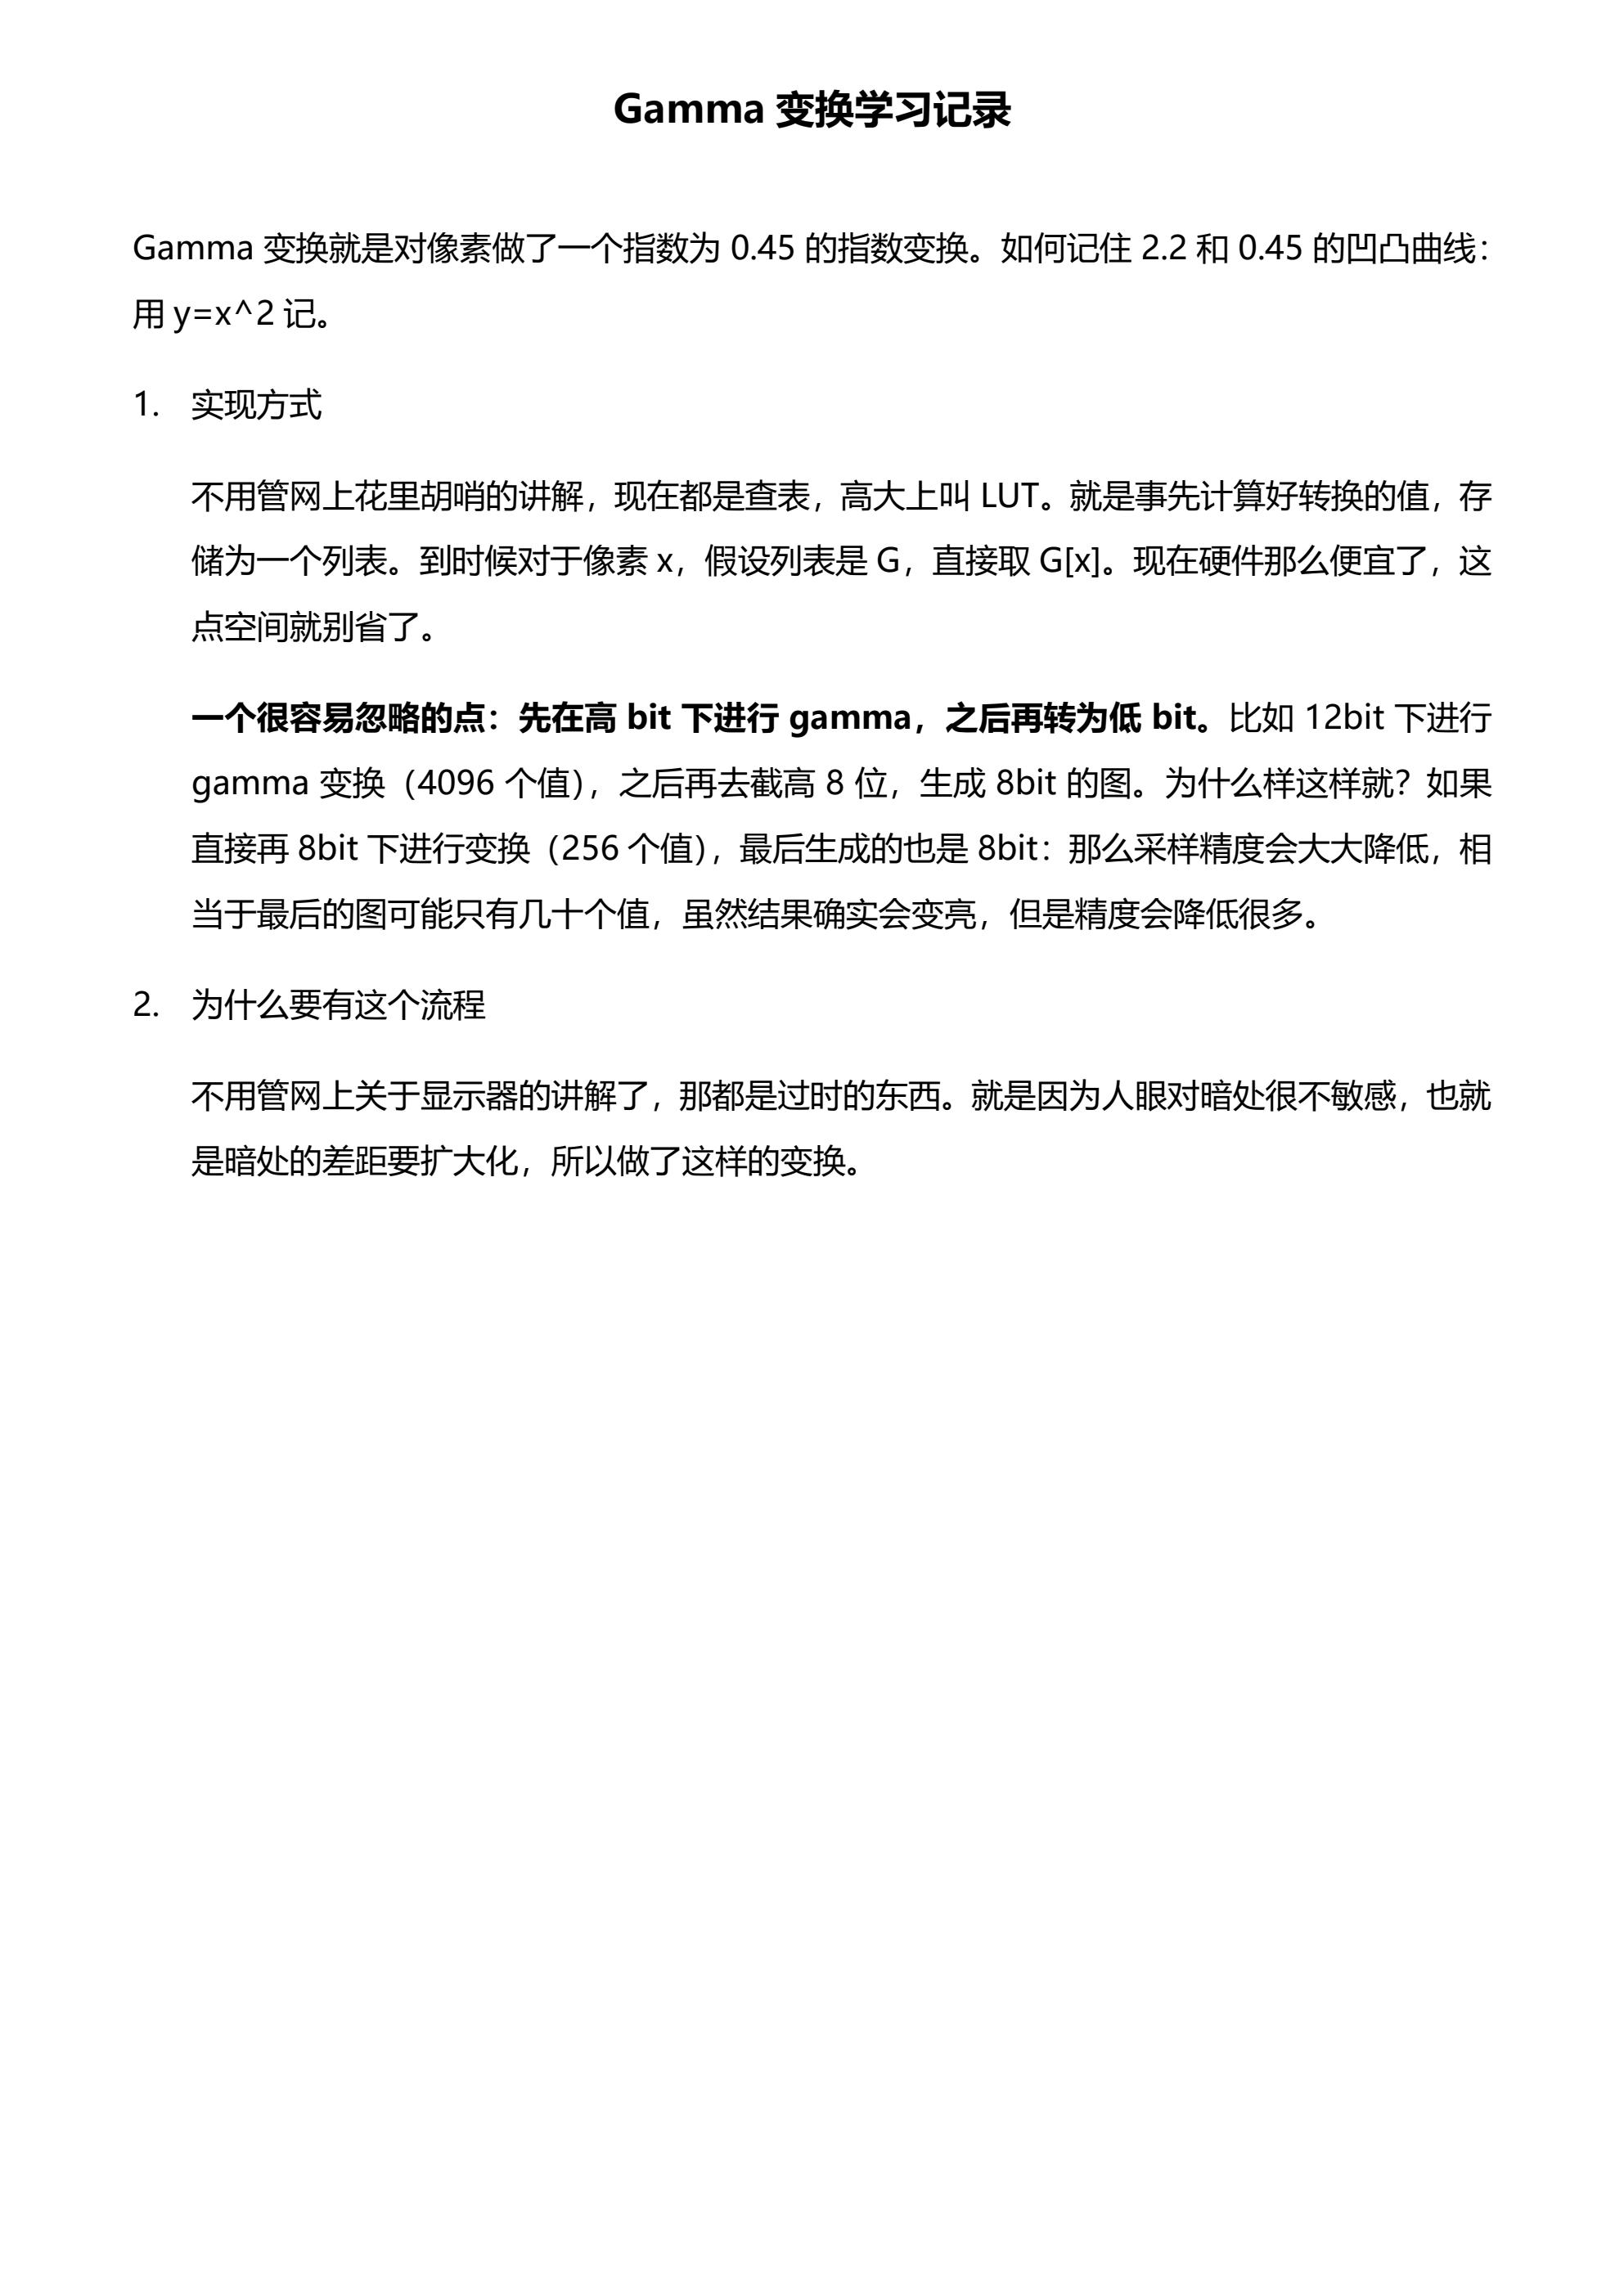 Gamma 变换学习记录
Gamma 变换就是对像素做了一个指数为 0.45 的指数变换。如何记住 2.2 和 0.45 的凹凸曲线：
用 y=x^2 记。
1. 实现方式
不用管网上花里胡哨的讲解，现在都是查表，高大上叫 LUT。就是事先计算好转换的值，存
储为一个列表。到时候对于像素 x，假设列表是 G，直接取 G[x]。现在硬件那么便宜了，这
点空间就别省了。
一个很容易忽略的点：先在高 bit 下进行 gamma，之后再转为低 bit。比如 12bit 下进行
gamma 变换（4096 个值），之后再去截高 8 位，生成 8bit 的图。为什么样这样就？如果
直接再 8bit 下进行变换（256 个值），最后生成的也是 8bit：那么采样精度会大大降低，相
当于最后的图可能只有几十个值，虽然结果确实会变亮，但是精度会降低很多。
2. 为什么要有这个流程
不用管网上关于显示器的讲解了，那都是过时的东西。就是因为人眼对暗处很不敏感，也就
是暗处的差距要扩大化，所以做了这样的变换。